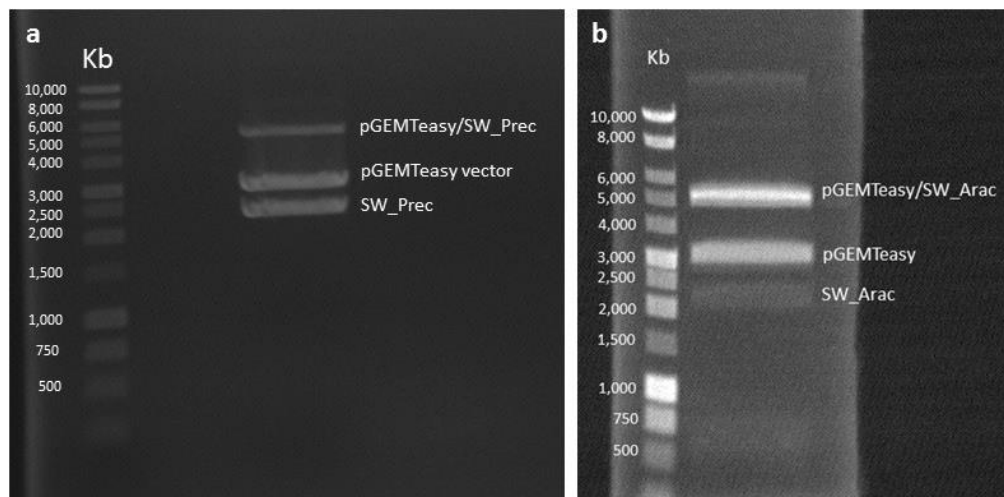 a
Kb
10,000
8,000
6,000
5,000
4,000
3,000
2,500
2,000
1,500
1,000
750
500
pGEMTeasy/SW_Prec
pGEMTeasy vector
SW_Prec
b
Kb
10,000
8,000
6,000
5,000
4,000
3,000
2,500
2,000
1,500
1,000
750
500
pGEMTeasy/SW_Arac
pGEMTeasy
SW_Arac